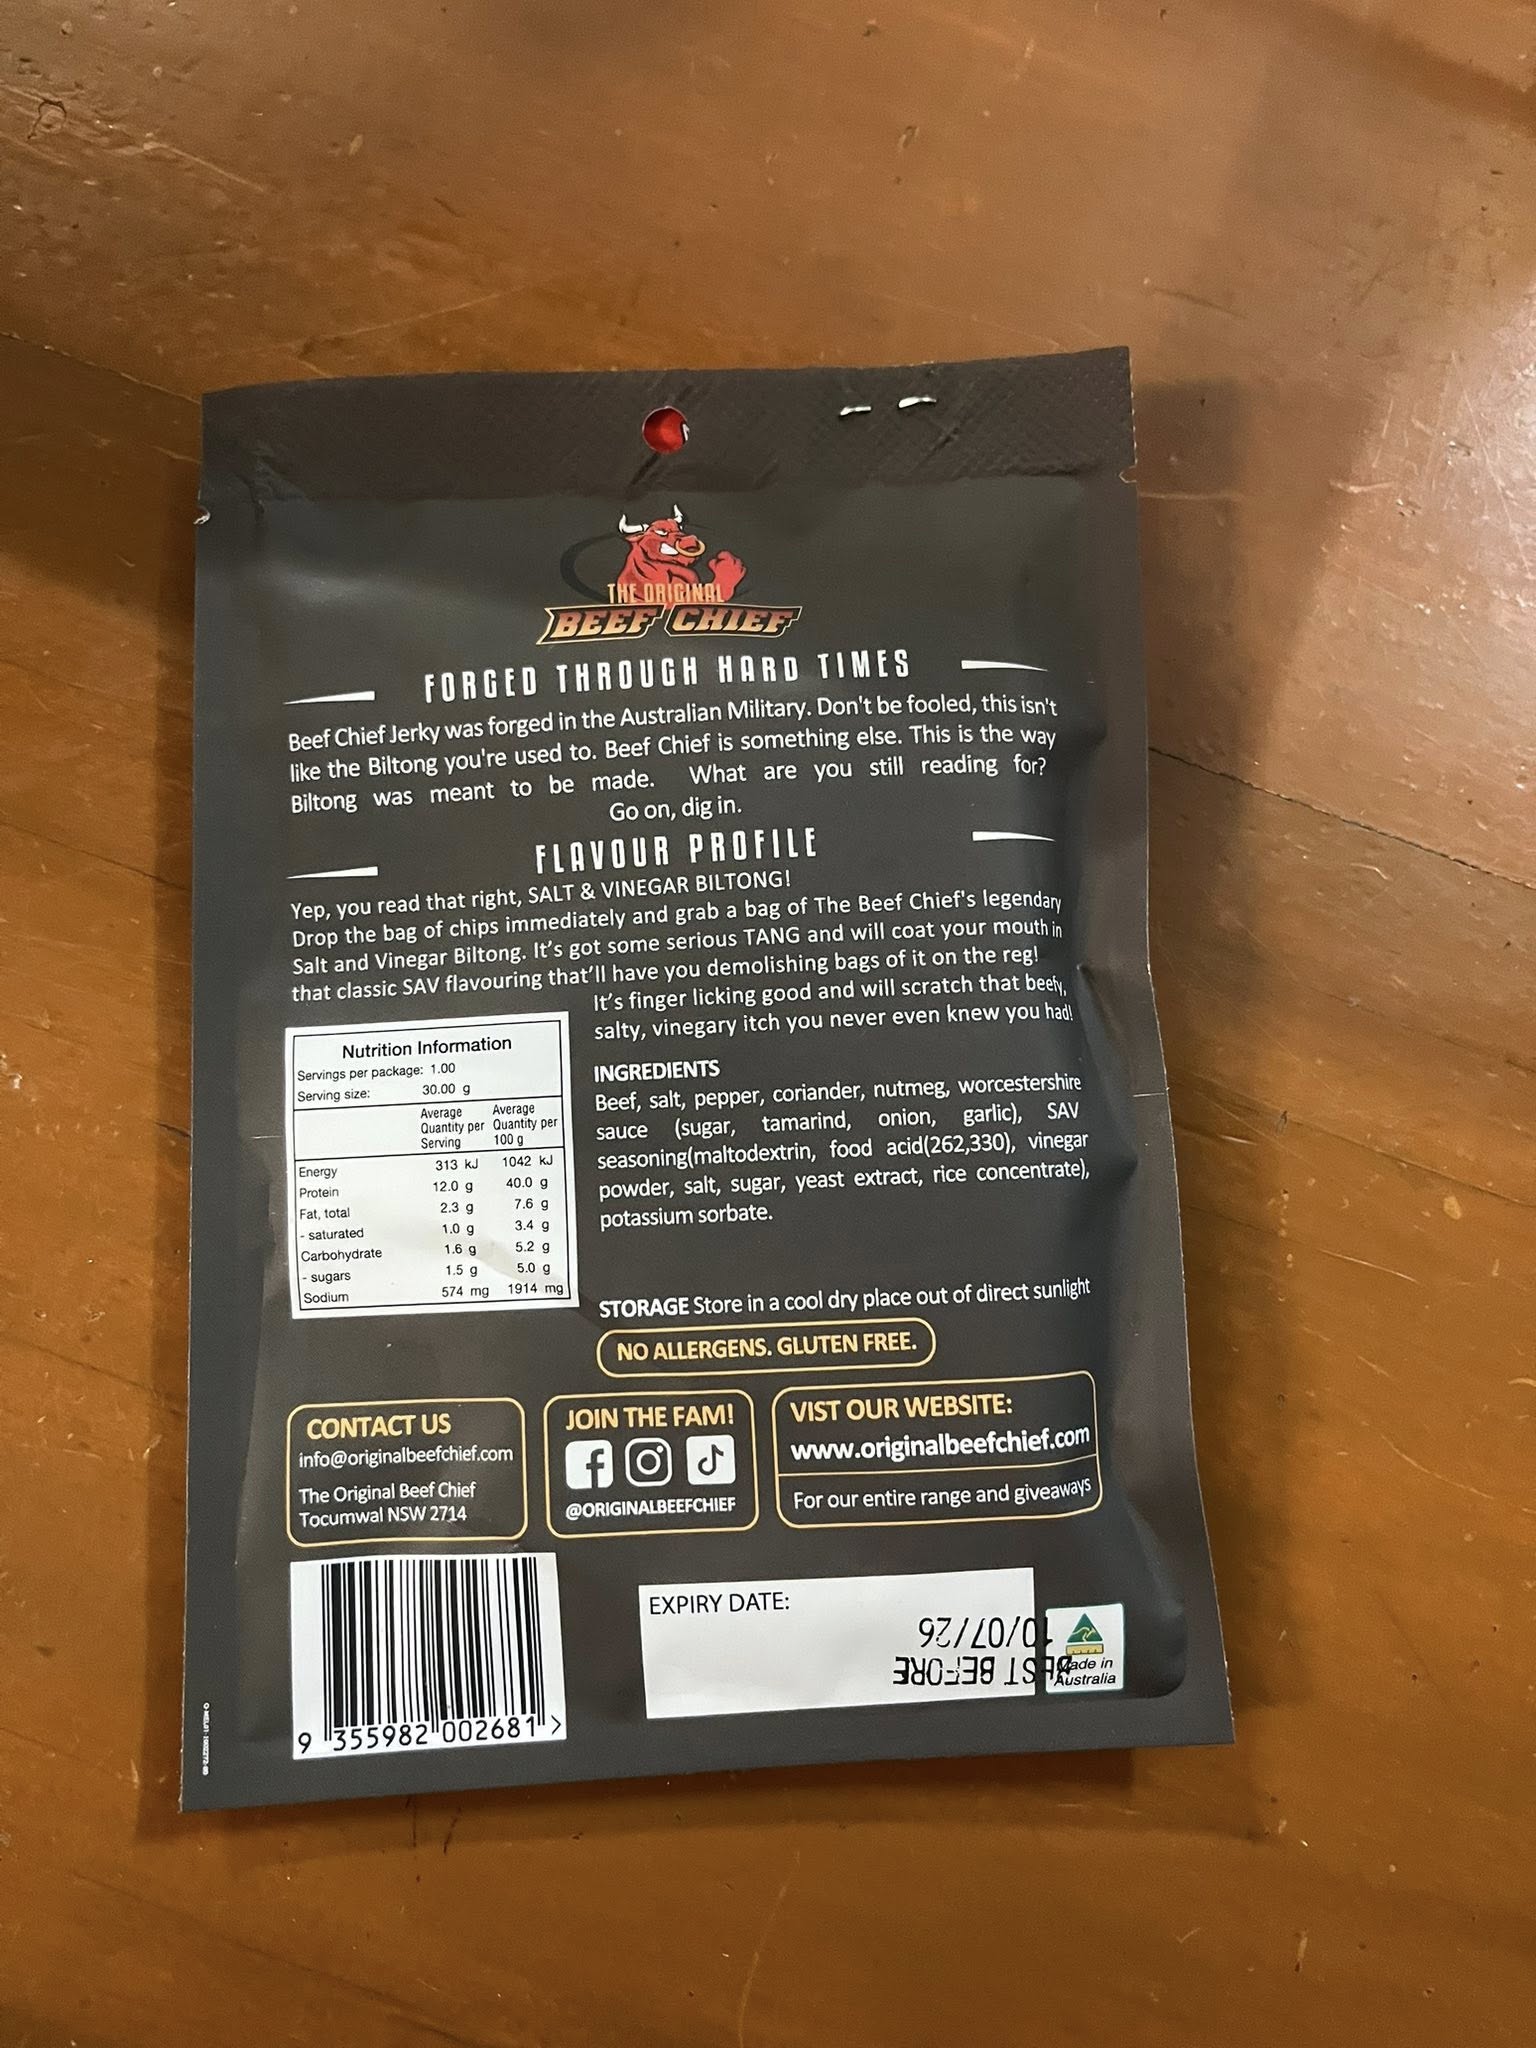 THE ORIGINAL
BEEF CHIEF
FORGED THROUGH HARD TIMES
Beef Chief Jerky was forged in the Australian Military. Don't be fooled, this isn't
like the Biltong you're used to. Beef Chief is something else. This is the way
Biltong was meant to be made. What are you still reading for?
Go on, dig in.
FLAVOUR PROFILE
Yep, you read that right, SALT & VINEGAR BILTONG!
Drop the bag of chips immediately and grab a bag of The Beef Chief's legendary
Salt and Vinegar Biltong. It's got some serious TANG and will coat your mouth in
that classic SAV flavouring that'll have you demolishing bags of it on the reg!
It's finger licking good and will scratch that beefy,
salty, vinegary itch you never even knew you had!
Nutrition Information
Servings per package: 1.00
Serving size: 30.00 g
Average Quantity per Serving Average Quantity per 100 g
Energy 313 kJ 1042 kJ
Protein 12.0 g 40.0 g
Fat, total 2.3 g 7.6 g
- saturated 1.0 g 3.4 g
Carbohydrate 1.6 g 5.2 g
- sugars 1.5 g 5.0 g
Sodium 574 mg 1914 mg
INGREDIENTS
Beef, salt, pepper, coriander, nutmeg, worcestershire
sauce (sugar, tamarind, onion, garlic), SAV
seasoning(maltodextrin, food acid(262,330), vinegar
powder, salt, sugar, yeast extract, rice concentrate),
potassium sorbate.
STORAGE Store in a cool dry place out of direct sunlight
NO ALLERGENS. GLUTEN FREE.
CONTACT US
info@originalbeefchief.com
The Original Beef Chief
Tocumwal NSW 2714
JOIN THE FAM!
@ORIGINALBEEFCHIEF
VIST OUR WEBSITE:
www.originalbeefchief.com
For our entire range and giveaways
9 355982 002681 >
EXPIRY DATE:
BEST BEFORE
10/07/26
Made in
Australia